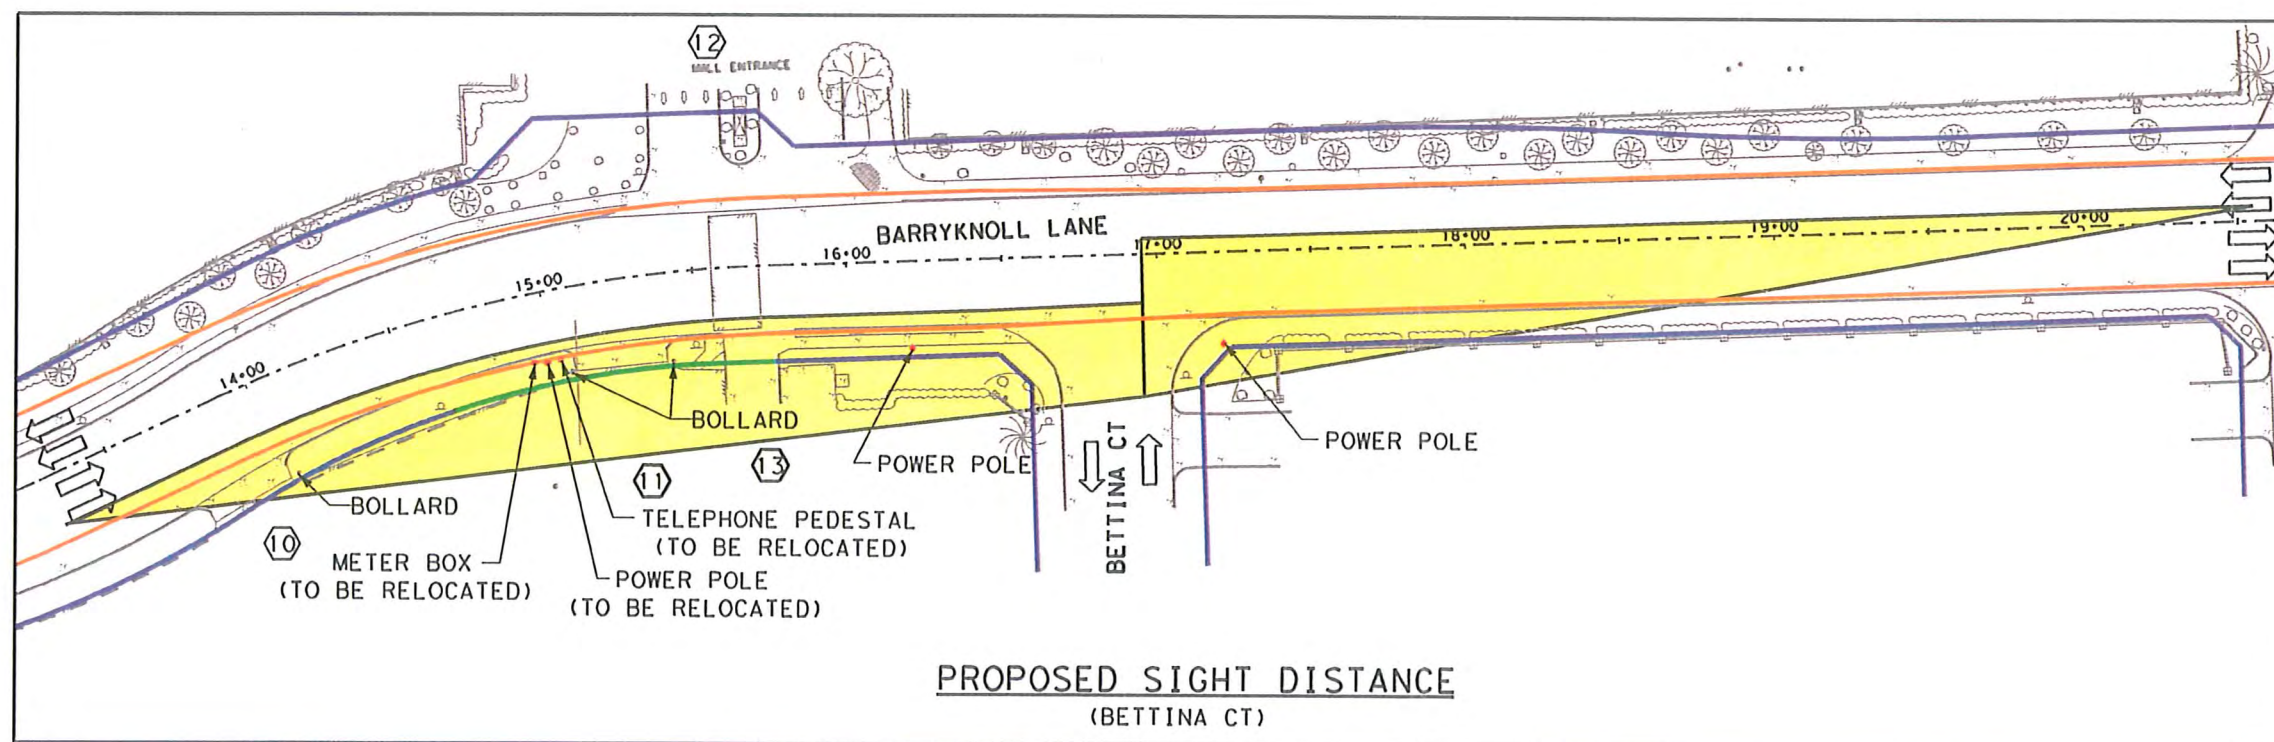 12
MALL ENTRANCE
BARRYKNOLL LANE
14+00
15+00
16+00
17+00
18+00
19+00
20+00
BOLLARD
POWER POLE
POWER POLE
13
11
10
BOLLARD
TELEPHONE PEDESTAL
(TO BE RELOCATED)
METER BOX
(TO BE RELOCATED)
POWER POLE
(TO BE RELOCATED)
BETTINA CT
PROPOSED SIGHT DISTANCE
(BETTINA CT)